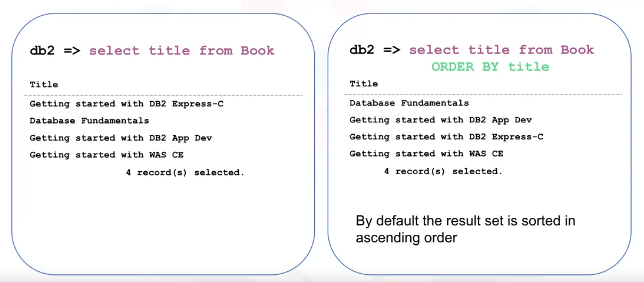 db2 => select title from Book
Title
Getting started with DB2 Express-C
Database Fundamentals
Getting started with DB2 App Dev
Getting started with WAS CE
4 record(s) selected.
db2 => select title from Book
ORDER BY title
Title
Database Fundamentals
Getting started with DB2 App Dev
Getting started with DB2 Express-C
Getting started with WAS CE
4 record(s) selected.
By default the result set is sorted in
ascending order